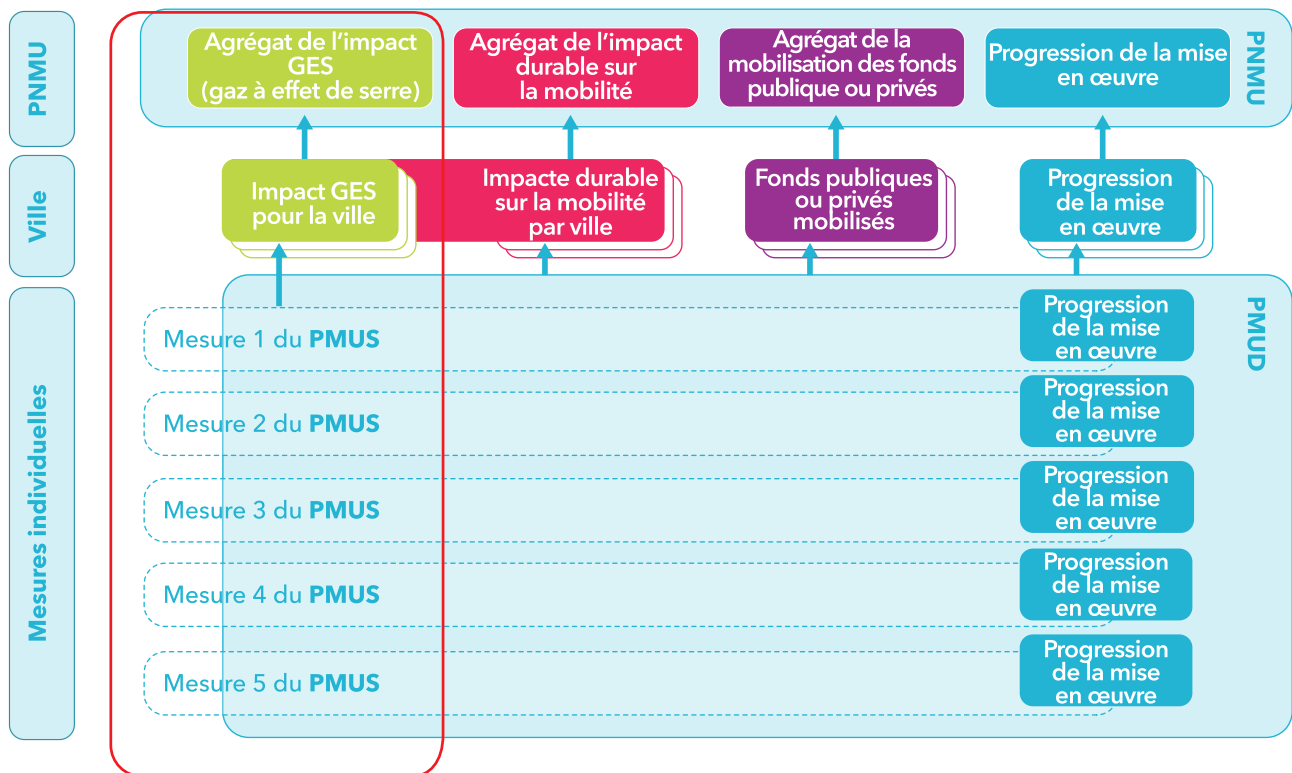 PNMU
Agrégat de l'impact
GES
(gaz à effet de serre)
Agrégat de l'impact
durable sur
la mobilité
Agrégat de la
mobilisation des fonds
publique ou privés
Progression de la mise
en œuvre
PNMU
Ville
Impact GES
pour la ville
Impacte durable
sur la mobilité
par ville
Fonds publiques
ou privés
mobilisés
Progression
de la mise
en œuvre
Mesures individuelles
PMUD
Mesure 1 du PMUS
Progression
de la mise
en œuvre
Mesure 2 du PMUS
Progression
de la mise
en œuvre
Mesure 3 du PMUS
Progression
de la mise
en œuvre
Mesure 4 du PMUS
Progression
de la mise
en œuvre
Mesure 5 du PMUS
Progression
de la mise
en œuvre